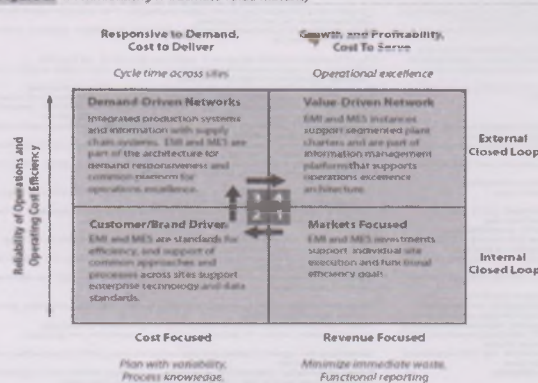 Responsive to Demand,
Cost to Deliver
Growth and Profitability,
Cost To Serve
Cycle time across sites
Operational excellence
Reliability of Operations and
Operating Cost Efficiency
Demand-Driven Networks
Integrated production systems
and information with supply
chain systems. EMI and MES are
part of the architecture for
demand responsiveness and
common platform for
operations excellence.
Value-Driven Network
EMI and MES instances
support segmented plant
charters and are part of
information management
platform that supports
operations excellence
architecture.
External
Closed Loop
3 4
2 1
Customer/Brand Driven
EMI and MES are standards for
efficiency, and support of
common approaches and
processes across sites support
enterprise technology and data
standards.
Markets Focused
EMI and MES investments
support individual site
execution and functional
efficiency goals.
Internal
Closed Loop
Cost Focused
Revenue Focused
Plan with variability,
Process knowledge,
Minimize immediate waste,
Functional reporting